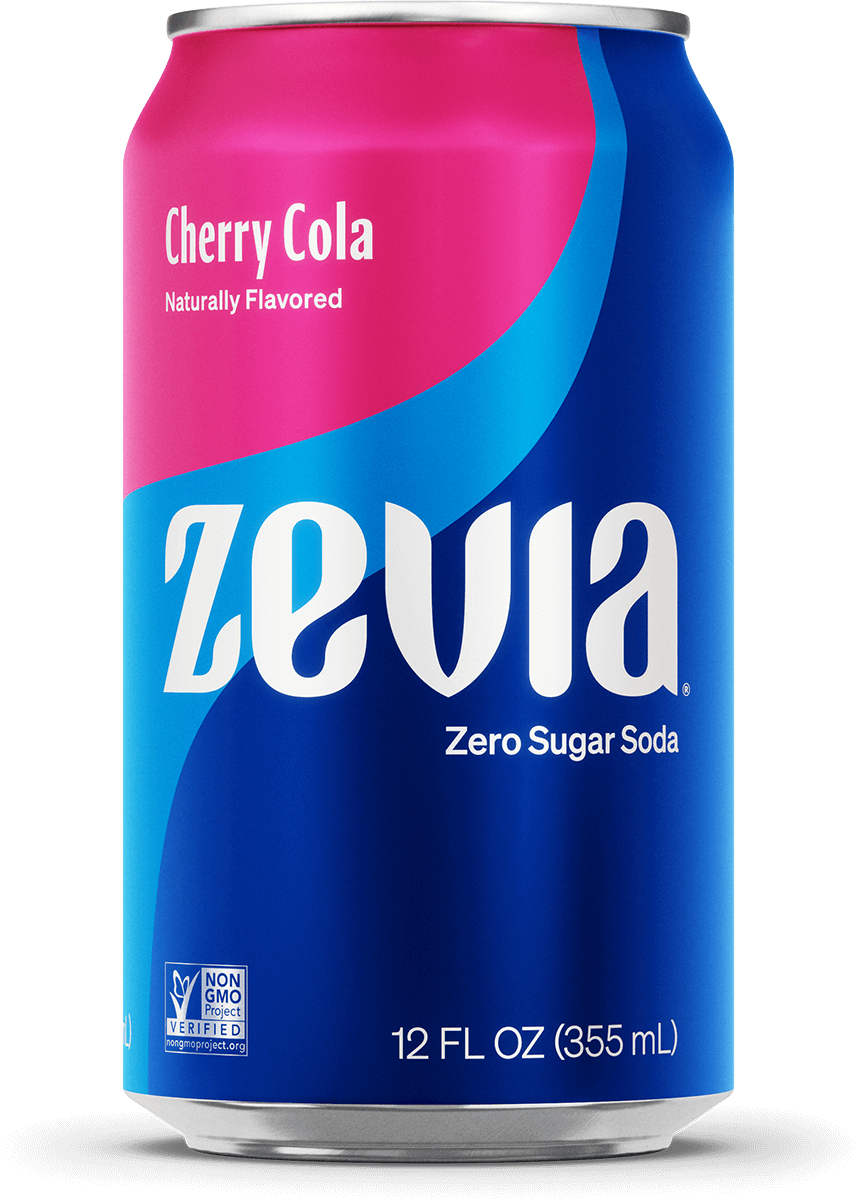 Cherry Cola
Naturally Flavored
zevia®
Zero Sugar Soda
NON
GMO
Project
VERIFIED
nongmoproject.org
12 FL OZ (355 mL)